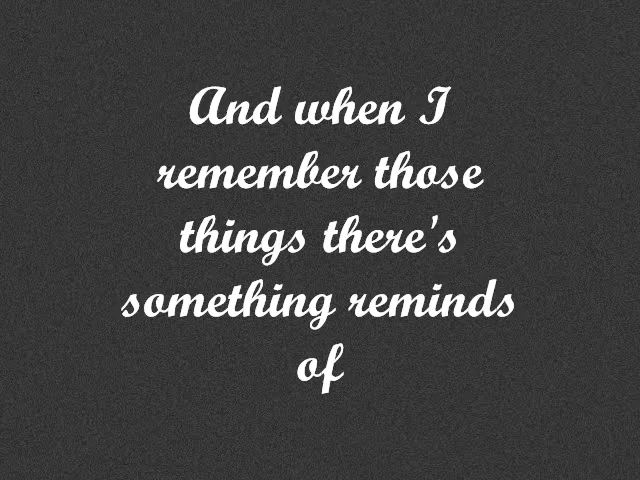 And when I
remember those
things there's
something reminds
of